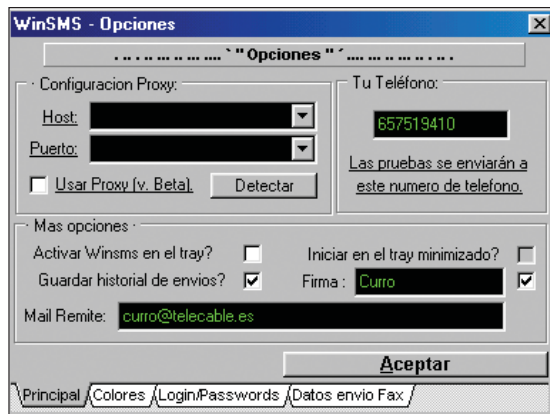 WinSMS - Opciones
. .. . .. ... .. ... .... ` " Opciones " ´ .... ... .. ... .. . .. .
· Configuracion Proxy:
Host:
Puerto:
Usar Proxy (v. Beta).
Detectar
Tu Teléfono:
657519410
Las pruebas se enviarán a
este numero de telefono.
· Mas opciones ·
Activar Winsms en el tray?
Iniciar en el tray minimizado?
Guardar historial de envios?
Firma : Curro
Mail Remite: curro@telecable.es
Aceptar
Principal Colores Login/Passwords Datos envio Fax